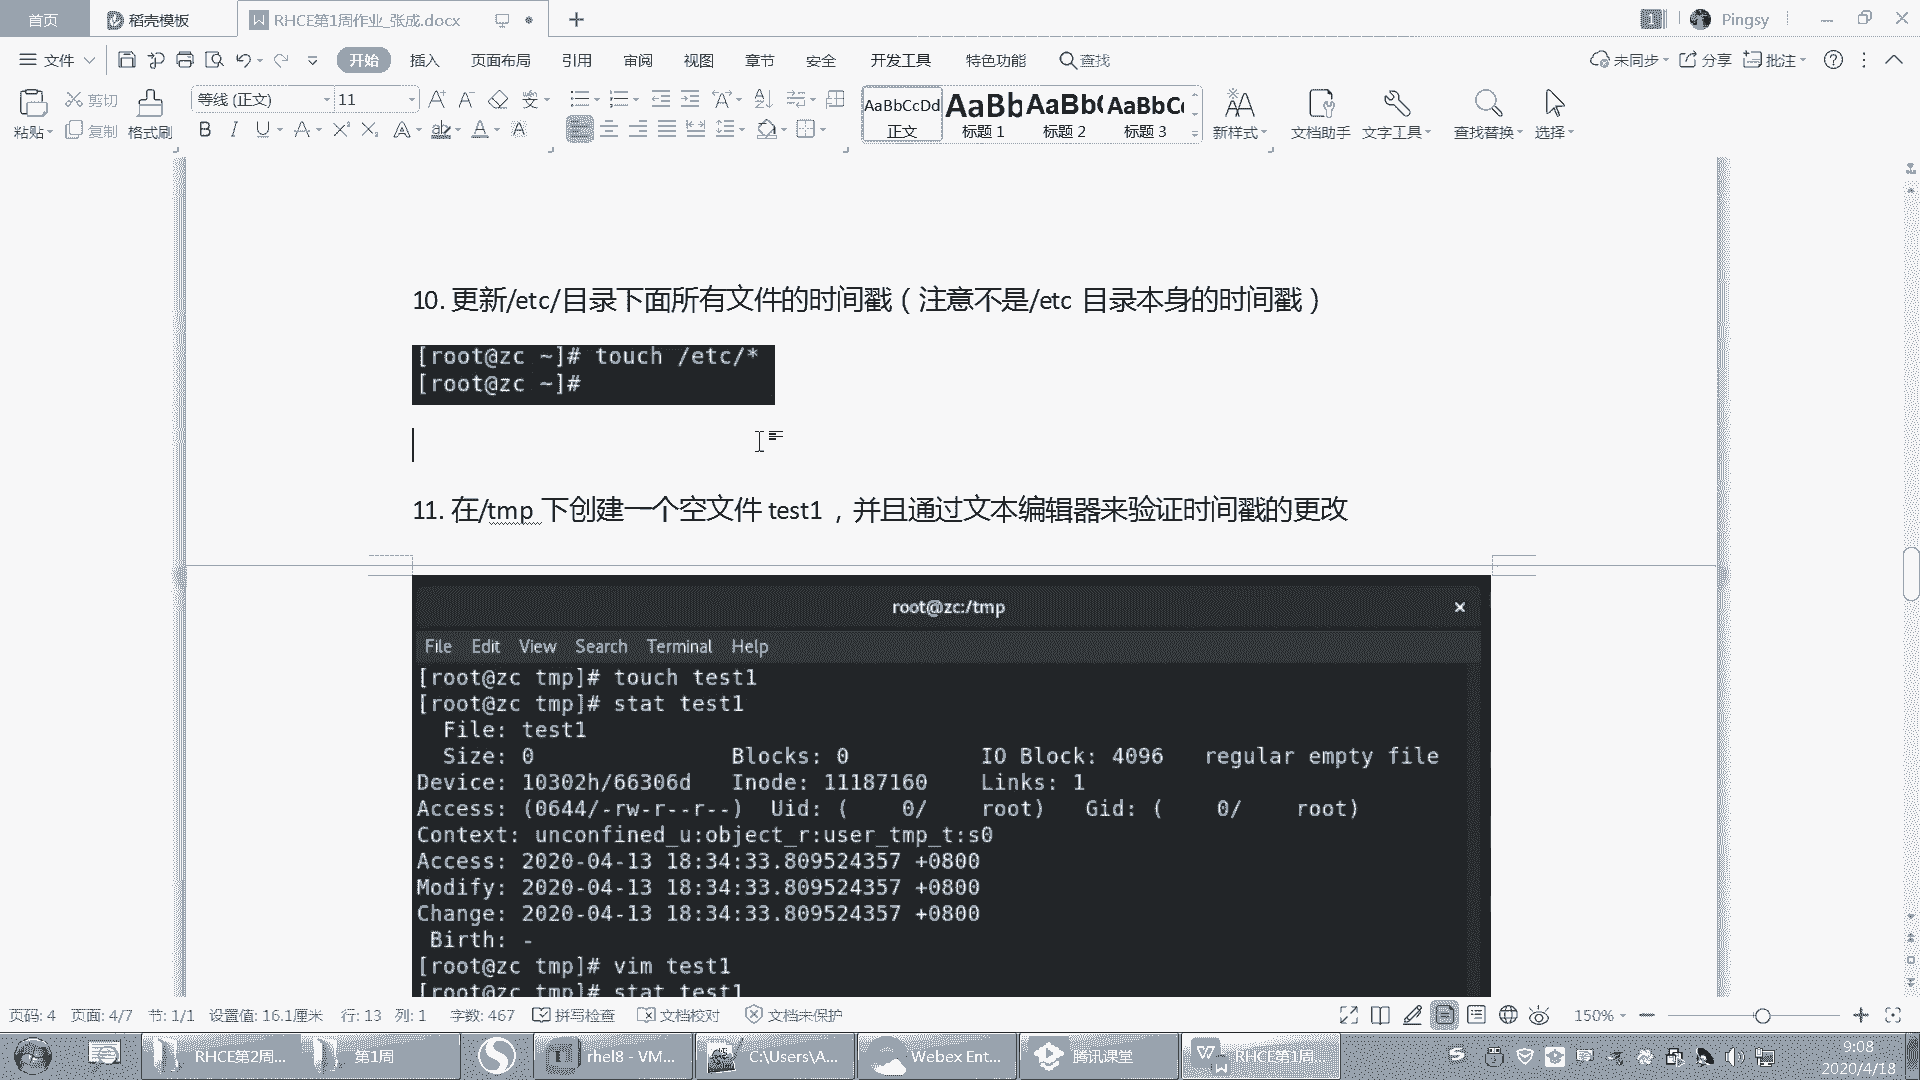 首页 稻壳模板 RHCE第1周作业_张成.docx 1 Pingsy
文件 开始 插入 页面布局 引用 审阅 视图 章节 安全 开发工具 特色功能 查找 未同步 分享 批注
粘贴 剪切 复制 格式刷 等线 (正文) 11
B I U
AaBbCcDd AaBb AaBb( AaBbC
正文 标题 1 标题 2 标题 3 新样式 文档助手 文字工具 查找替换 选择
10. 更新/etc/目录下面所有文件的时间戳（注意不是/etc 目录本身的时间戳）
[root@zc ~]# touch /etc/*
[root@zc ~]#
11. 在/tmp 下创建一个空文件 test1，并且通过文本编辑器来验证时间戳的更改
root@zc:/tmp ×
File Edit View Search Terminal Help
[root@zc tmp]# touch test1
[root@zc tmp]# stat test1
File: test1
Size: 0 Blocks: 0 IO Block: 4096 regular empty file
Device: 10302h/66306d Inode: 11187160 Links: 1
Access: (0644/-rw-r--r--) Uid: ( 0/ root) Gid: ( 0/ root)
Context: unconfined_u:object_r:user_tmp_t:s0
Access: 2020-04-13 18:34:33.809524357 +0800
Modify: 2020-04-13 18:34:33.809524357 +0800
Change: 2020-04-13 18:34:33.809524357 +0800
Birth: -
[root@zc tmp]# vim test1
[root@zc tmp]# stat test1
页码: 4 页面: 4/7 节: 1/1 设置值: 16.1厘米 行: 13 列: 1 字数: 467 拼写检查 文档校对 文档未保护 150%
RHCE第2周... 第1周 rhel8 - VM... C:\Users\A... Webex Ent... 腾讯课堂 RHCE第1周... 9:08
2020/4/18